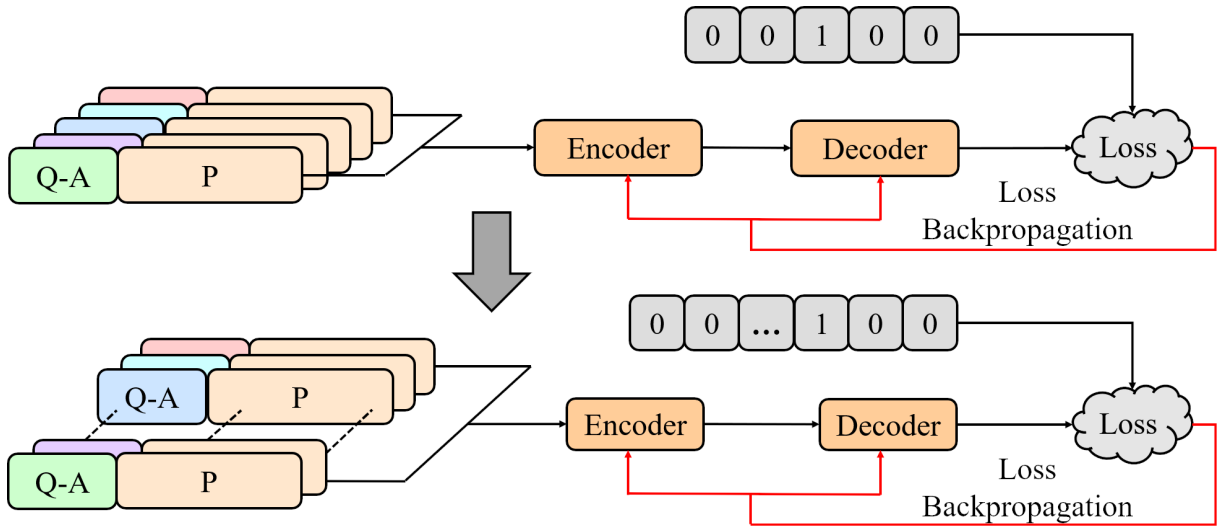 0 0 1 0 0
Q-A P
Encoder
Decoder
Loss
Loss
Backpropagation
0 0 ... 1 0 0
Q-A P
Q-A P
Encoder
Decoder
Loss
Loss
Backpropagation